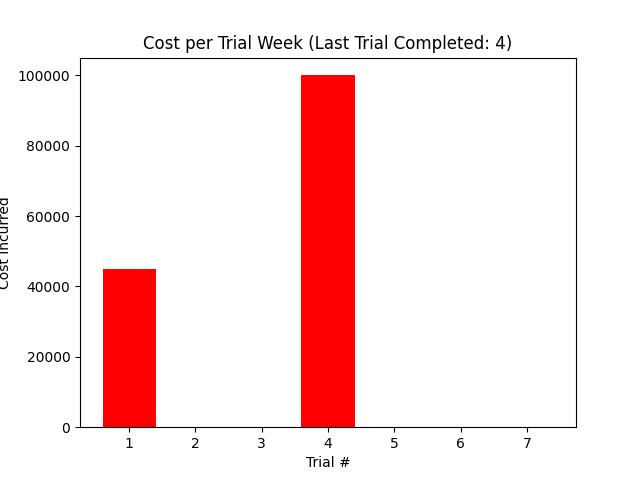 Cost per Trial Week (Last Trial Completed: 4)
100000
80000
60000
40000
20000
0
Cost Incurred
1 2 3 4 5 6 7
Trial #